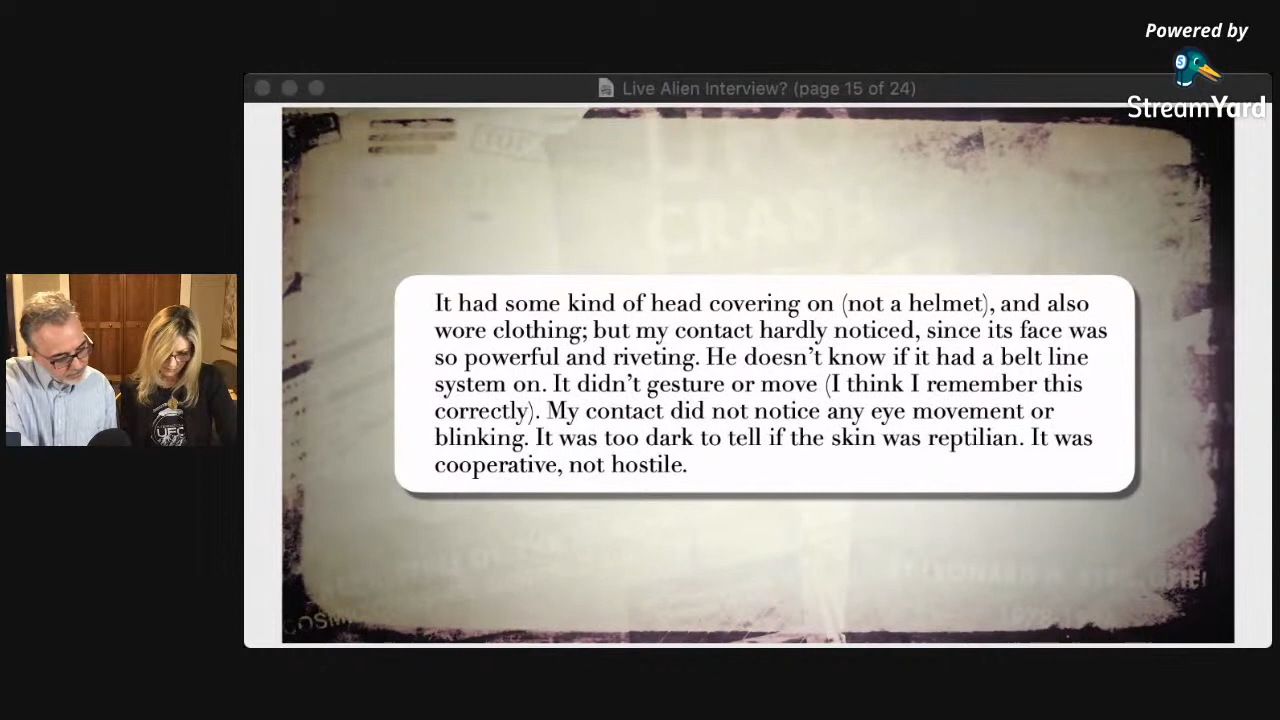 Powered by
StreamYard
Live Alien Interview? (page 15 of 24)
TOP
CRASH
It had some kind of head covering on (not a helmet), and also
wore clothing; but my contact hardly noticed, since its face was
so powerful and riveting. He doesn't know if it had a belt line
system on. It didn't gesture or move (I think I remember this
correctly). My contact did not notice any eye movement or
blinking. It was too dark to tell if the skin was reptilian. It was
cooperative, not hostile.
UFO